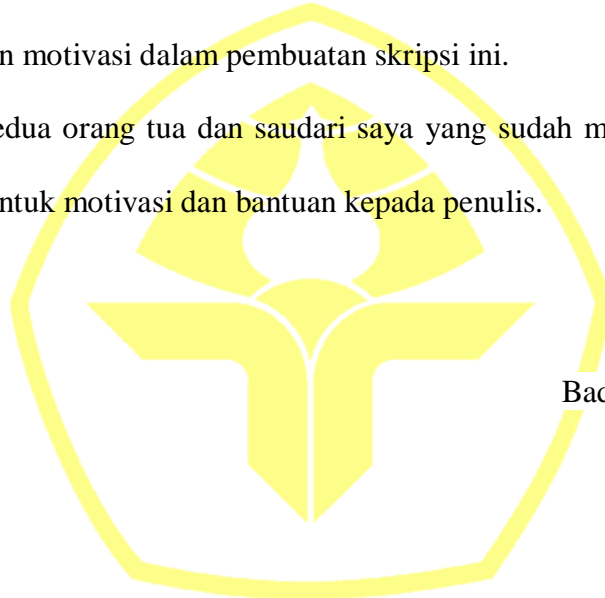 n motivasi dalam pembuatan skripsi ini.
edua orang tua dan saudari saya yang sudah m
ntuk motivasi dan bantuan kepada penulis.
Bad